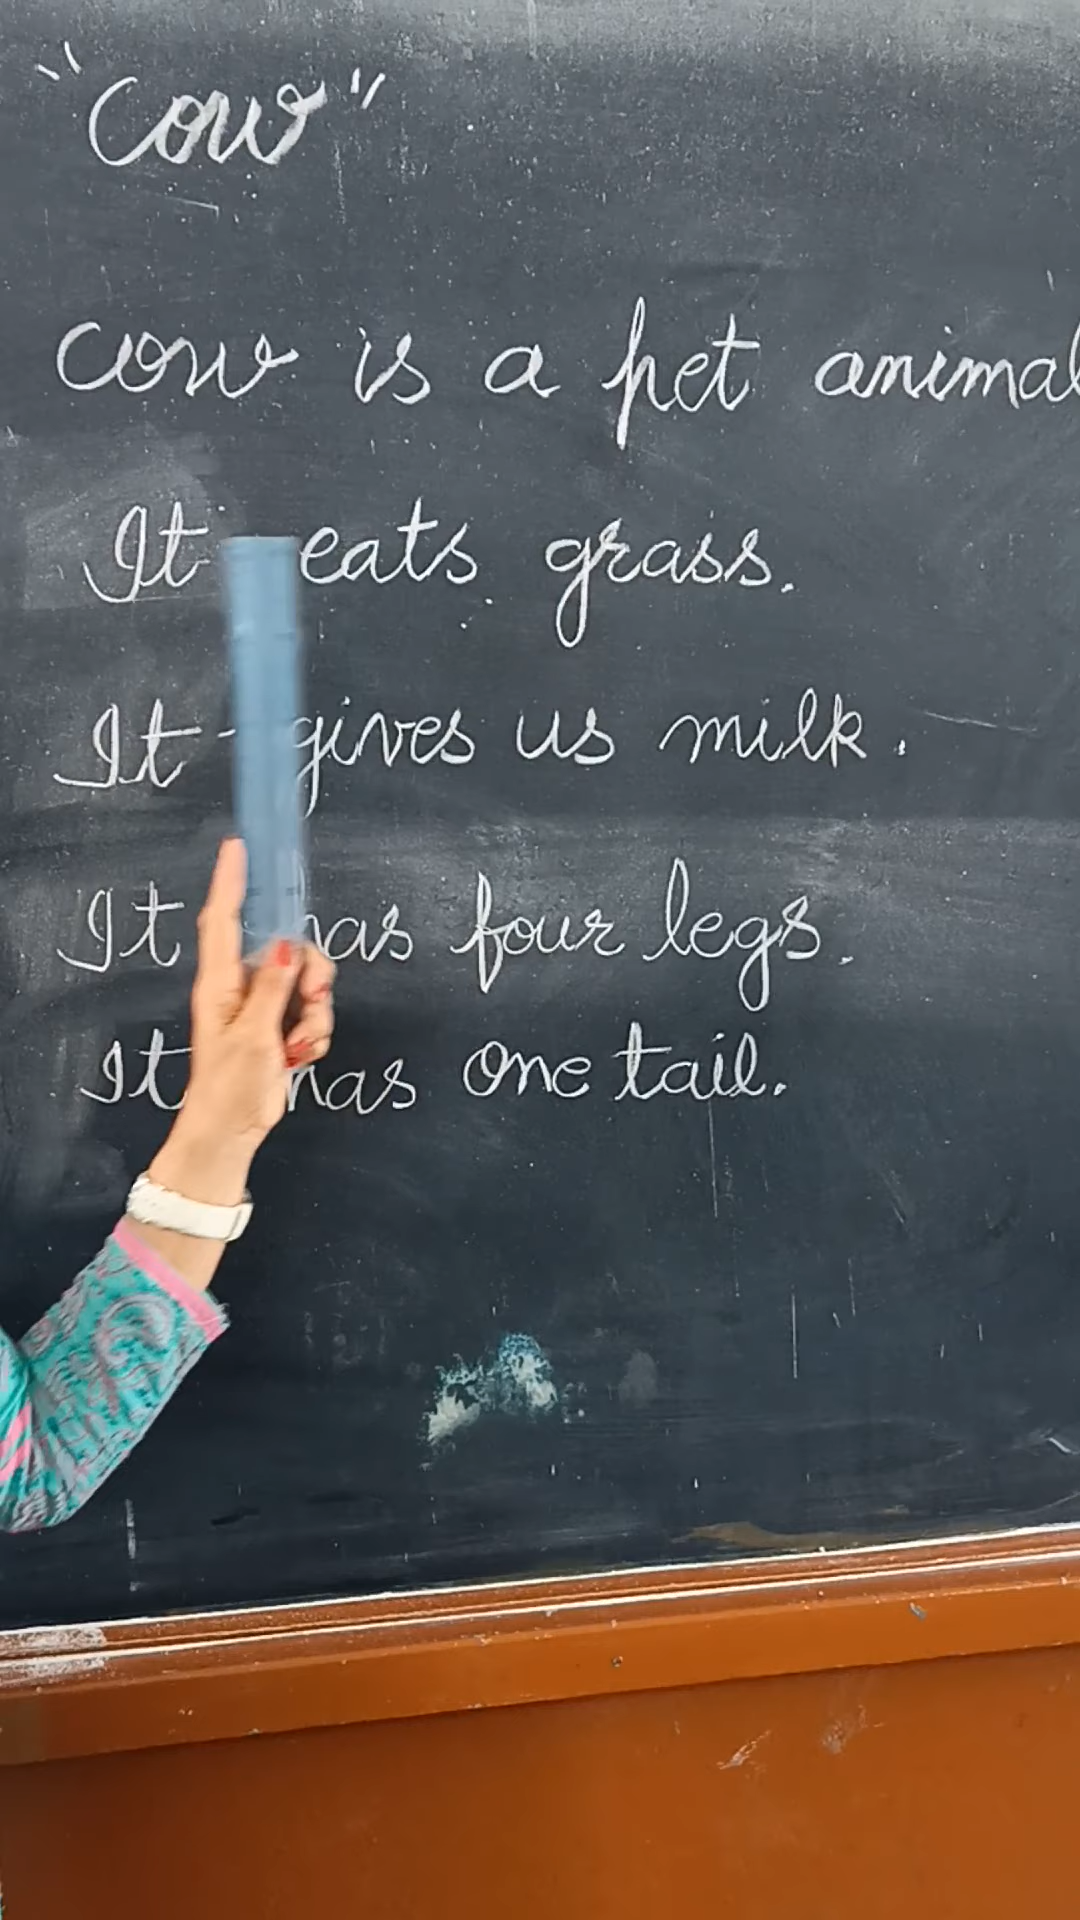 "Cow"
Cow is a pet animal
It eats grass.
It gives us milk.
It has four legs.
It has one tail.